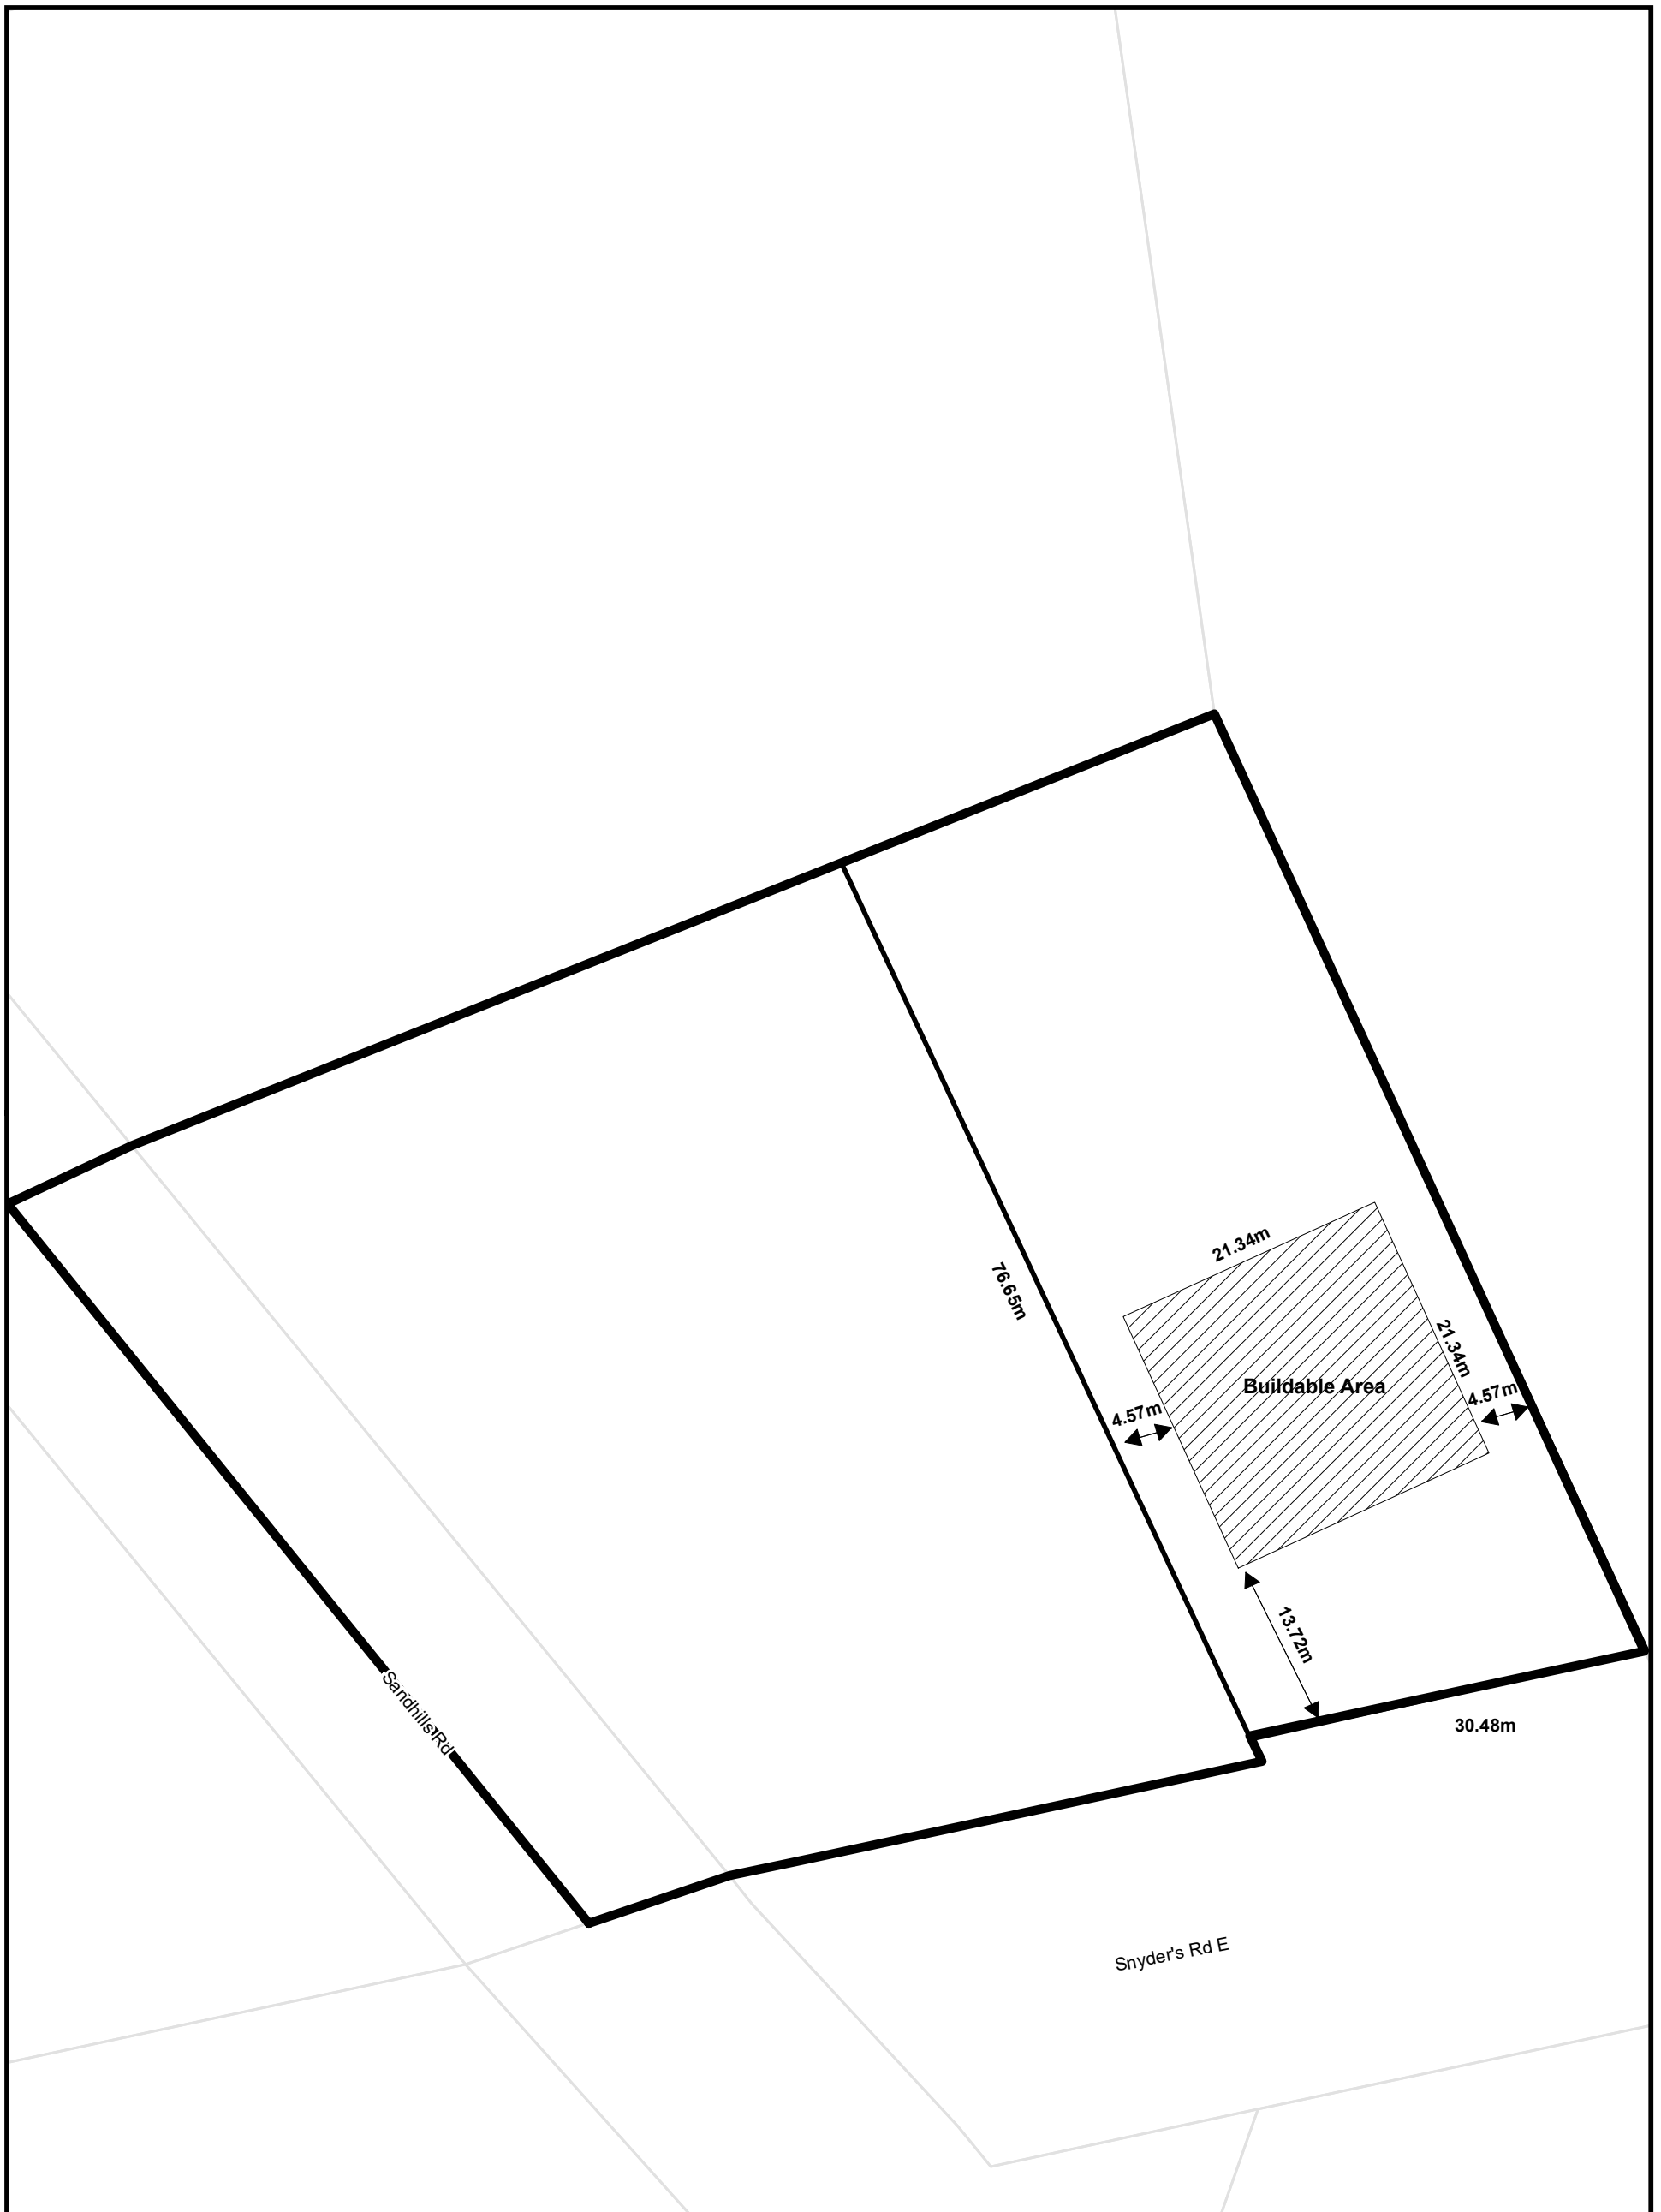 21.34m
76.65m
21.34m
Buildable Area
4.57m
4.57m
13.72m
Sandhills Rd
30.48m
Snyder's Rd E